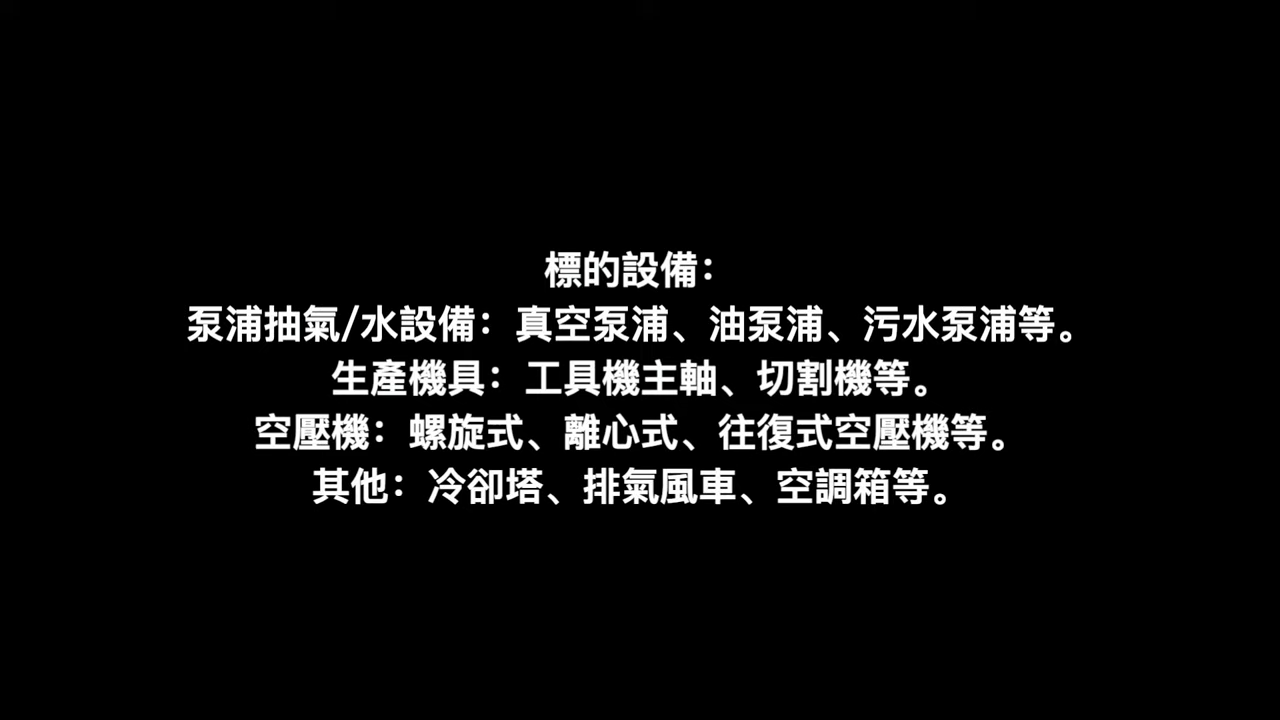 標的設備：
泵浦抽氣/水設備：真空泵浦、油泵浦、污水泵浦等。
生產機具：工具機主軸、切割機等。
空壓機：螺旋式、離心式、往復式空壓機等。
其他：冷卻塔、排氣風車、空調箱等。